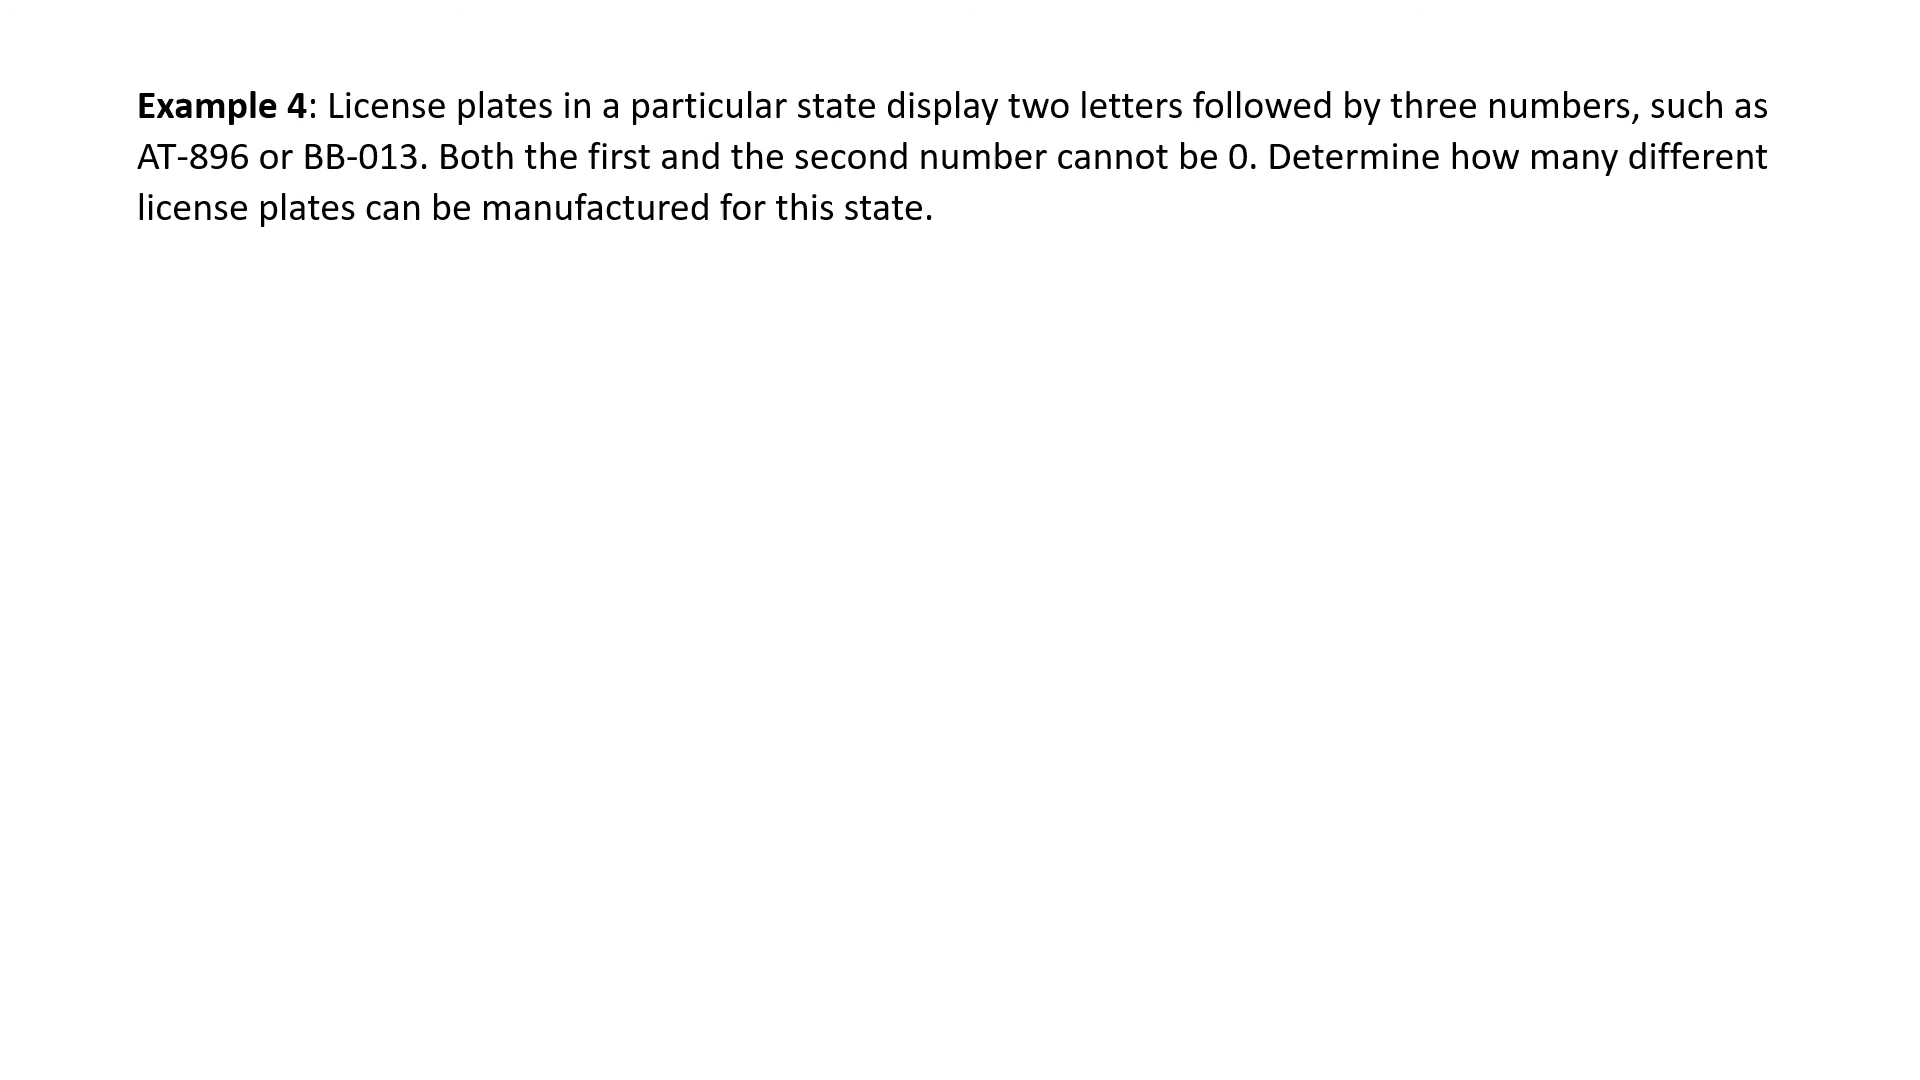 Example 4: License plates in a particular state display two letters followed by three numbers, such as
AT-896 or BB-013. Both the first and the second number cannot be 0. Determine how many different
license plates can be manufactured for this state.